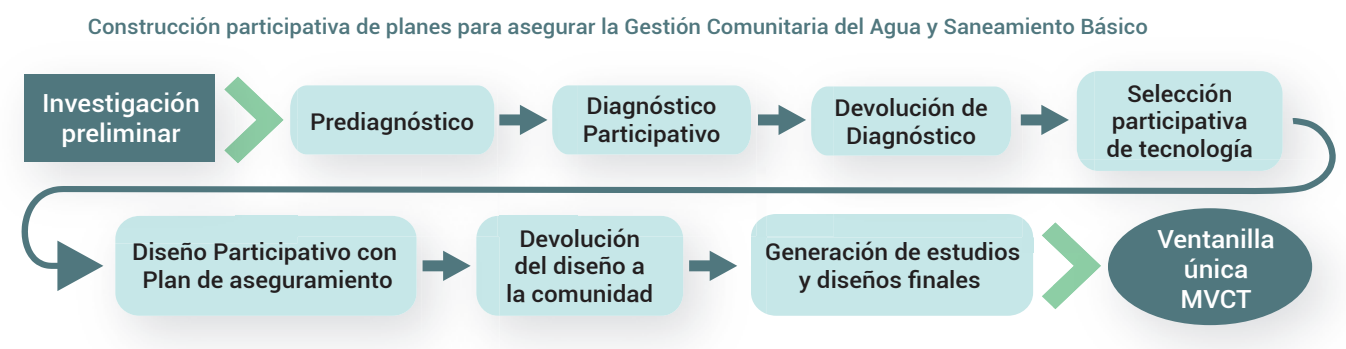 Construcción participativa de planes para asegurar la Gestión Comunitaria del Agua y Saneamiento Básico
Investigación
preliminar
Prediagnóstico
Diagnóstico
Participativo
Devolución de
Diagnóstico
Selección
participativa
de tecnología
Diseño Participativo con
Plan de aseguramiento
Devolución
del diseño a
la comunidad
Generación de estudios
y diseños finales
Ventanilla
única
MVCT